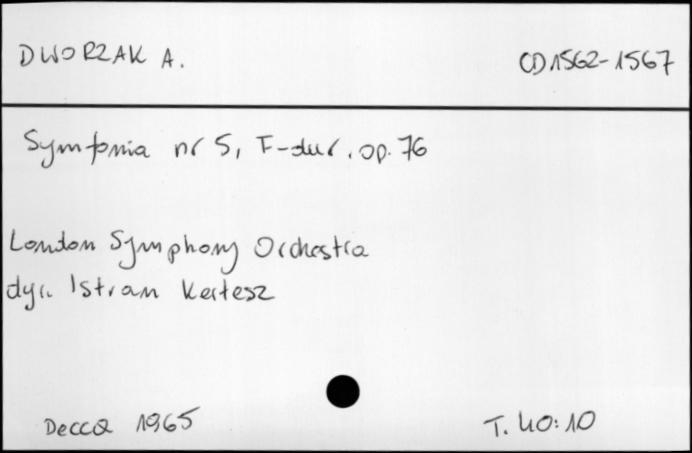 DWORZAK A.
CD1562-1567
Symfonia nr 5, F-dur, op. 76
London Symphony Orchestra
dyr. Istvan Kertesz
Decca 1965
T. 40:10